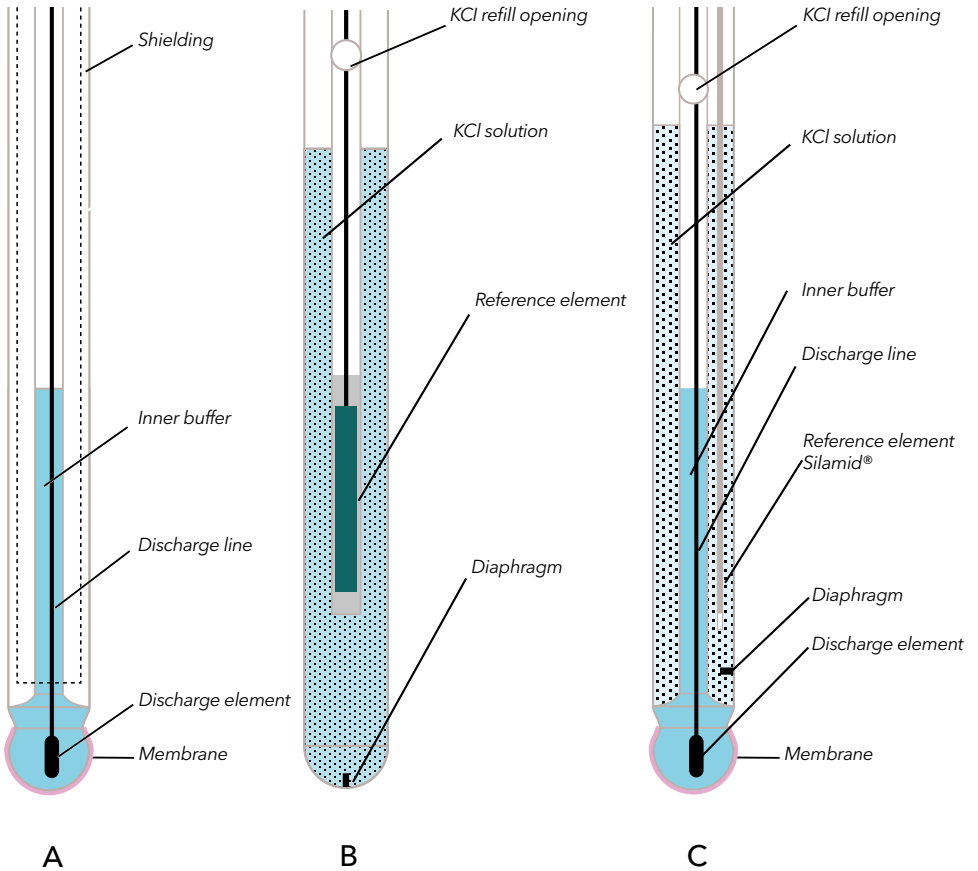 Shielding
Inner buffer
Discharge line
Discharge element
Membrane
A
KCl refill opening
KCl solution
Reference element
Diaphragm
B
KCl refill opening
KCl solution
Inner buffer
Discharge line
Reference element
Silamid®
Diaphragm
Discharge element
Membrane
C